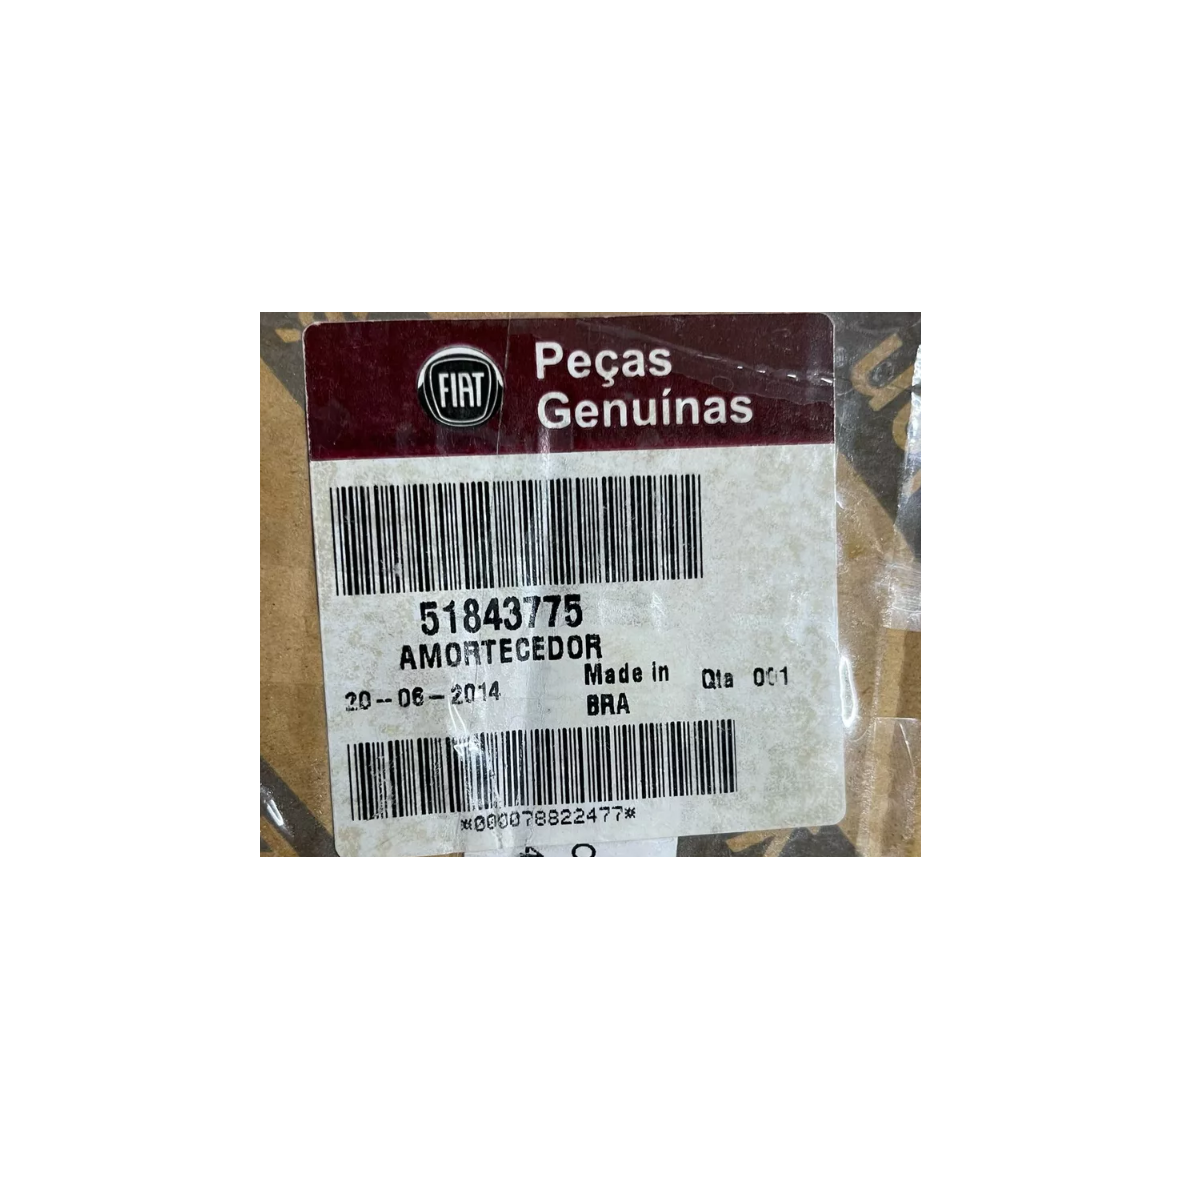 FIAT
Peças
Genuínas
51843775
AMORTECEDOR
20-06-2014
Made in
BRA
Qta 001
*000078822477*